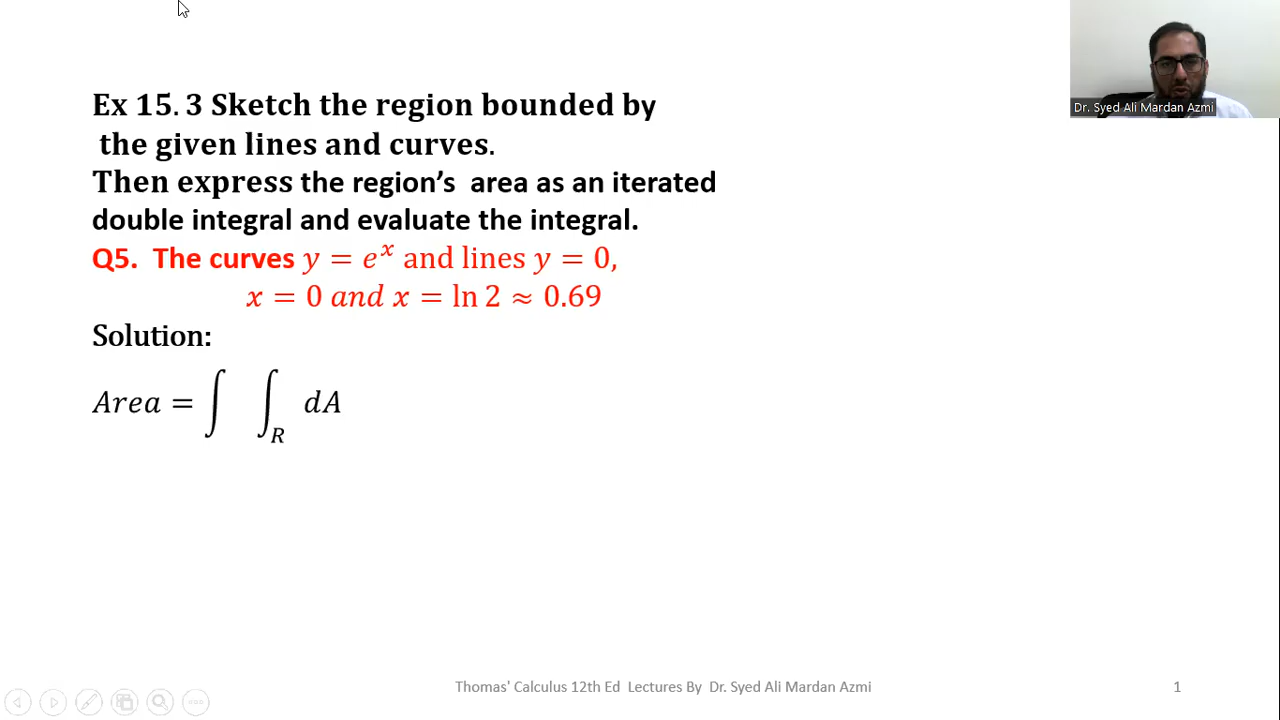 Dr. Syed Ali Mardan Azmi
Ex 15. 3 Sketch the region bounded by
the given lines and curves.
Then express the region’s area as an iterated
double integral and evaluate the integral.
Q5. The curves y = eˣ and lines y = 0,
x = 0 and x = ln 2 ≈ 0.69
Solution:
Area = ∫ ∫_R dA
Thomas' Calculus 12th Ed Lectures By Dr. Syed Ali Mardan Azmi
1